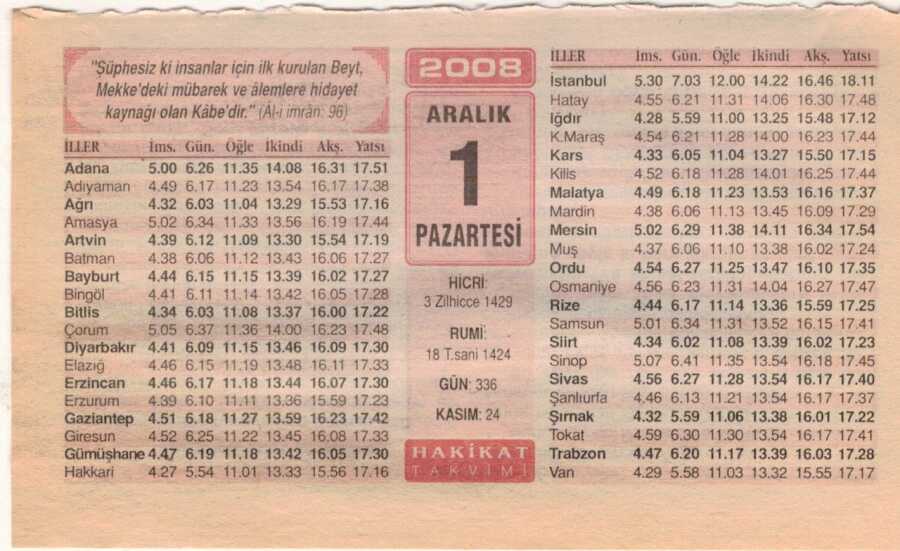 "Şüphesiz ki insanlar için ilk kurulan Beyt,
Mekke'deki mübarek ve âlemlere hidayet
kaynağı olan Kâbe'dir." (Âl-i imrân: 96)
İLLER İms. Gün. Öğle İkindi Akş. Yatsı
Adana 5.00 6.26 11.35 14.08 16.31 17.51
Adıyaman 4.49 6.17 11.23 13.54 16.17 17.38
Ağrı 4.32 6.03 11.04 13.29 15.53 17.16
Amasya 5.02 6.34 11.33 13.56 16.19 17.44
Artvin 4.39 6.12 11.09 13.30 15.54 17.19
Batman 4.38 6.06 11.12 13.43 16.06 17.27
Bayburt 4.44 6.15 11.15 13.39 16.02 17.27
Bingöl 4.41 6.11 11.14 13.42 16.05 17.28
Bitlis 4.34 6.03 11.08 13.37 16.00 17.22
Çorum 5.05 6.37 11.36 14.00 16.23 17.48
Diyarbakır 4.41 6.09 11.15 13.46 16.09 17.30
Elazığ 4.46 6.15 11.19 13.48 16.11 17.33
Erzincan 4.46 6.17 11.18 13.44 16.07 17.30
Erzurum 4.39 6.10 11.11 13.36 15.59 17.23
Gaziantep 4.51 6.18 11.27 13.59 16.23 17.42
Giresun 4.52 6.25 11.22 13.45 16.08 17.33
Gümüşhane 4.47 6.19 11.18 13.42 16.05 17.30
Hakkari 4.27 5.54 11.01 13.33 15.56 17.16
2008
ARALIK
1
PAZARTESİ
HİCRİ:
3 Zilhicce 1429
RUMİ:
18 T.sani 1424
GÜN: 336
KASIM: 24
HAKİKAT
TAKVİMİ
İLLER İms. Gün. Öğle İkindi Akş. Yatsı
İstanbul 5.30 7.03 12.00 14.22 16.46 18.11
Hatay 4.55 6.21 11.31 14.06 16.30 17.48
Iğdır 4.28 5.59 11.00 13.25 15.48 17.12
K.Maraş 4.54 6.21 11.28 14.00 16.23 17.44
Kars 4.33 6.05 11.04 13.27 15.50 17.15
Kilis 4.52 6.18 11.28 14.01 16.25 17.44
Malatya 4.49 6.18 11.23 13.53 16.16 17.37
Mardin 4.38 6.06 11.13 13.45 16.09 17.29
Mersin 5.02 6.29 11.38 14.11 16.34 17.54
Muş 4.37 6.06 11.10 13.38 16.02 17.24
Ordu 4.54 6.27 11.25 13.47 16.10 17.35
Osmaniye 4.56 6.23 11.31 14.04 16.27 17.47
Rize 4.44 6.17 11.14 13.36 15.59 17.25
Samsun 5.01 6.34 11.31 13.52 16.15 17.41
Siirt 4.34 6.02 11.08 13.39 16.02 17.23
Sinop 5.07 6.41 11.35 13.54 16.18 17.45
Sivas 4.56 6.27 11.28 13.54 16.17 17.40
Şanlıurfa 4.46 6.13 11.21 13.54 16.17 17.37
Şırnak 4.32 5.59 11.06 13.38 16.01 17.22
Tokat 4.59 6.30 11.30 13.54 16.17 17.41
Trabzon 4.47 6.20 11.17 13.39 16.03 17.28
Van 4.29 5.58 11.03 13.32 15.55 17.17